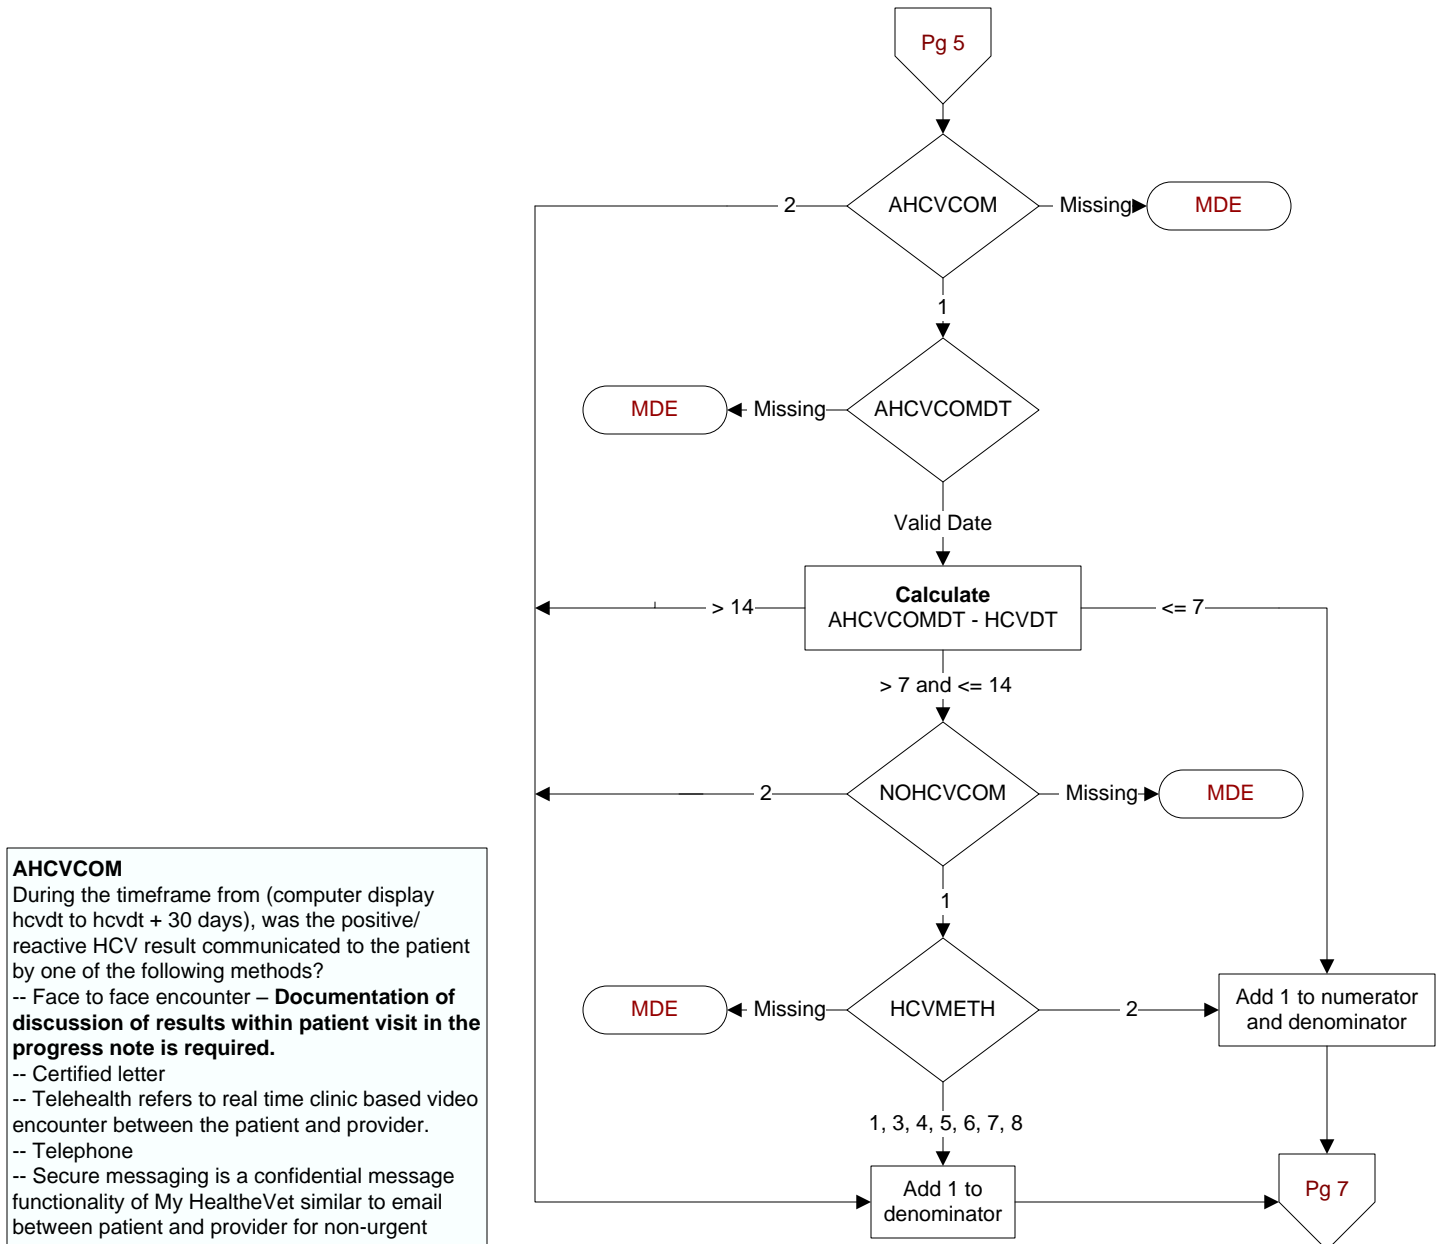 Pg 5
AHCVCOM
2
Missing
MDE
1
AHCVCOMDT
Missing
MDE
Valid Date
Calculate
AHCVCOMDT - HCVDT
> 14
<= 7
> 7 and <= 14
NOHCVCOM
2
Missing
MDE
1
HCVMETH
Missing
MDE
2
Add 1 to numerator
and denominator
1, 3, 4, 5, 6, 7, 8
Add 1 to
denominator
Pg 7
AHCVCOM
During the timeframe from (computer display
hcvdt to hcvdt + 30 days), was the positive/
reactive HCV result communicated to the patient
by one of the following methods?
-- Face to face encounter – Documentation of
discussion of results within patient visit in the
progress note is required.
-- Certified letter
-- Telehealth refers to real time clinic based video
encounter between the patient and provider.
-- Telephone
-- Secure messaging is a confidential message
functionality of My HealtheVet similar to email
between patient and provider for non-urgent